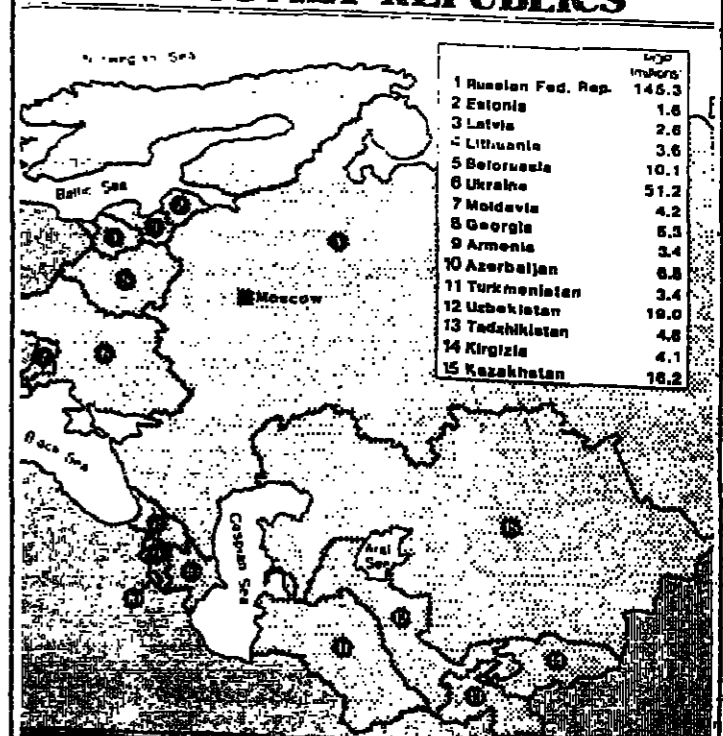 REPUBLICS
Sea
millions
1 Russian Fed. Rep. 145.3
2 Estonia 1.6
3 Latvia 2.6
4 Lithuania 3.6
5 Belorussia 10.1
6 Ukraine 51.2
7 Moldavia 4.2
8 Georgia 5.3
9 Armenia 3.4
10 Azerbaijan 6.8
11 Turkmenistan 3.4
12 Uzbekistan 19.0
13 Tadzhikistan 4.8
14 Kirgizia 4.1
15 Kazakhstan 16.2
Baltic Sea
Moscow
Black Sea
Caspian Sea
Aral
Sea